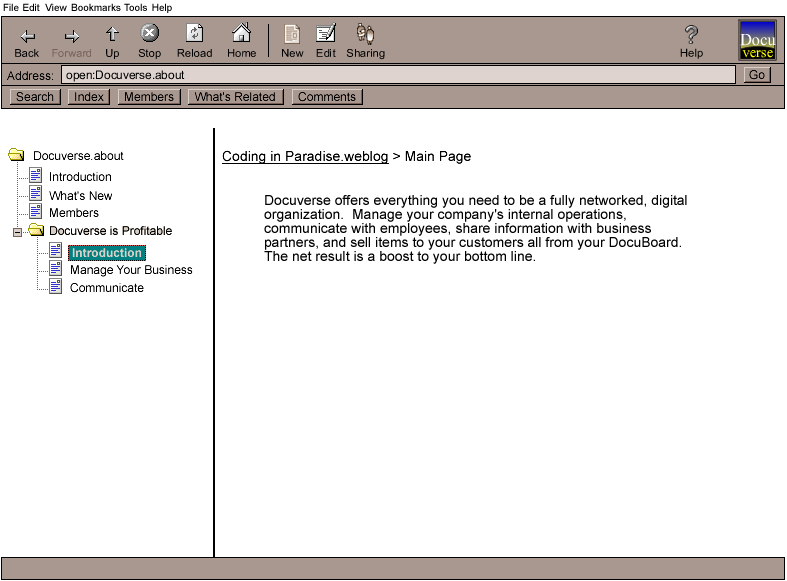 File Edit View Bookmarks Tools Help
Back Forward Up Stop Reload Home New Edit Sharing Help
Docu
verse
Address: open:Docuverse.about Go
Search Index Members What's Related Comments
Docuverse.about
Introduction
What's New
Members
Docuverse is Profitable
Introduction
Manage Your Business
Communicate
Coding in Paradise.weblog > Main Page
Docuverse offers everything you need to be a fully networked, digital
organization.  Manage your company's internal operations,
communicate with employees, share information with business
partners, and sell items to your customers all from your DocuBoard.
The net result is a boost to your bottom line.